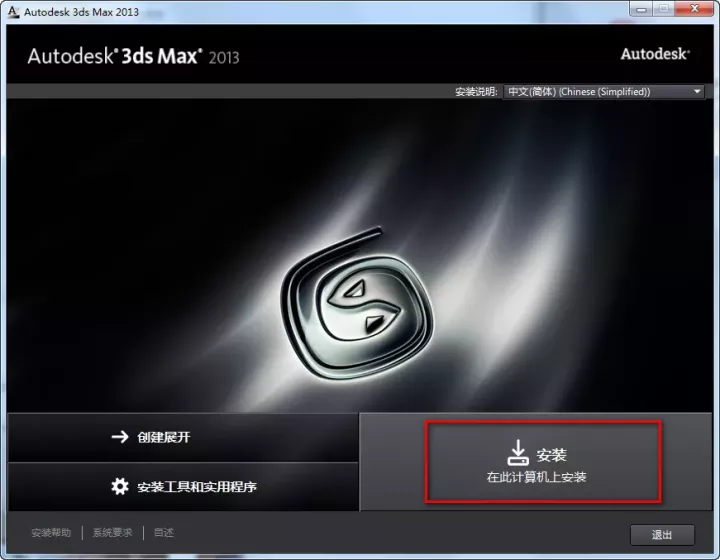 Autodesk 3ds Max 2013
Autodesk® 3ds Max® 2013
Autodesk®
安装说明: 中文(简体) (Chinese (Simplified))
创建展开
安装工具和实用程序
安装
在此计算机上安装
安装帮助 系统要求 自述
退出